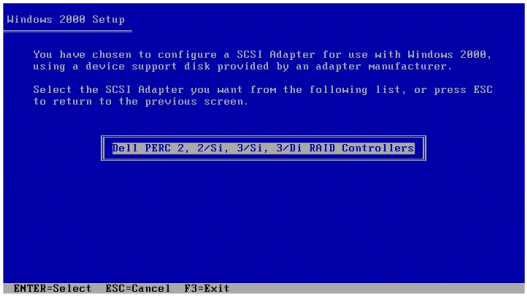 Windows 2000 Setup
You have chosen to configure a SCSI Adapter for use with Windows 2000,
using a device support disk provided by an adapter manufacturer.
Select the SCSI Adapter you want from the following list, or press ESC
to return to the previous screen.
Dell PERC 2, 2/Si, 3/Si, 3/Di RAID Controllers
ENTER=Select  ESC=Cancel  F3=Exit